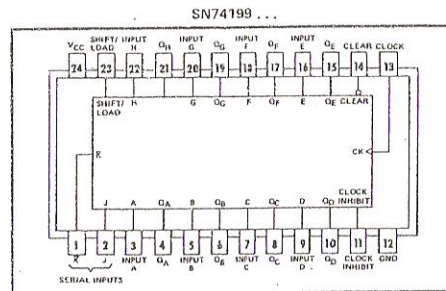 SN74199 ...
VCC SHIFT/LOAD INPUT H QH INPUT G QG INPUT F QF INPUT E QE CLEAR CLOCK
24 23 22 21 20 19 18 17 16 15 14 13
SHIFT/LOAD H QH G QG F QF E QE CLEAR
K̅ CK
CLOCK INHIBIT
J A QA B QB C QC D QD
1 2 3 4 5 6 7 8 9 10 11 12
K̅ J INPUT A QA INPUT B QB INPUT C QC INPUT D QD CLOCK INHIBIT GND
SERIAL INPUTS